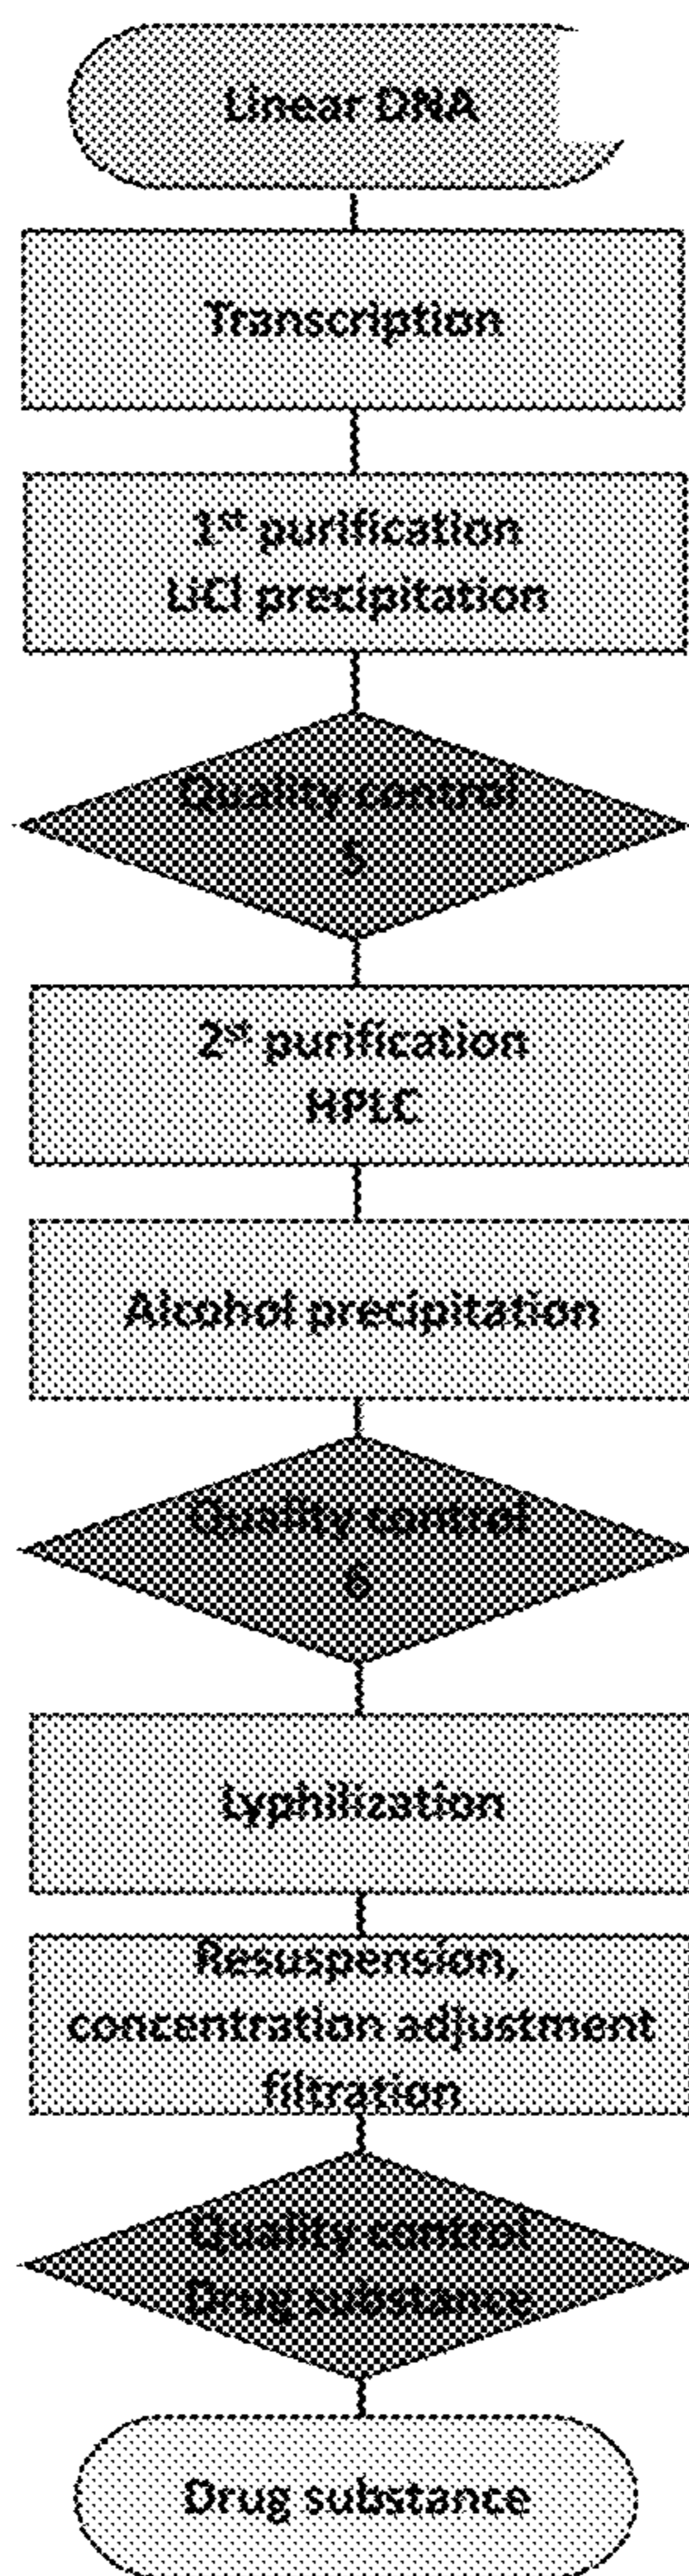 Linear DNA
Transcription
1st purification
LiCl precipitation
Quality control
5
2st purification
HPLC
Alcohol precipitation
Quality control
6
Lyphilization
Resuspension,
concentration adjustment
filtration
Quality control
Drug substance
Drug substance